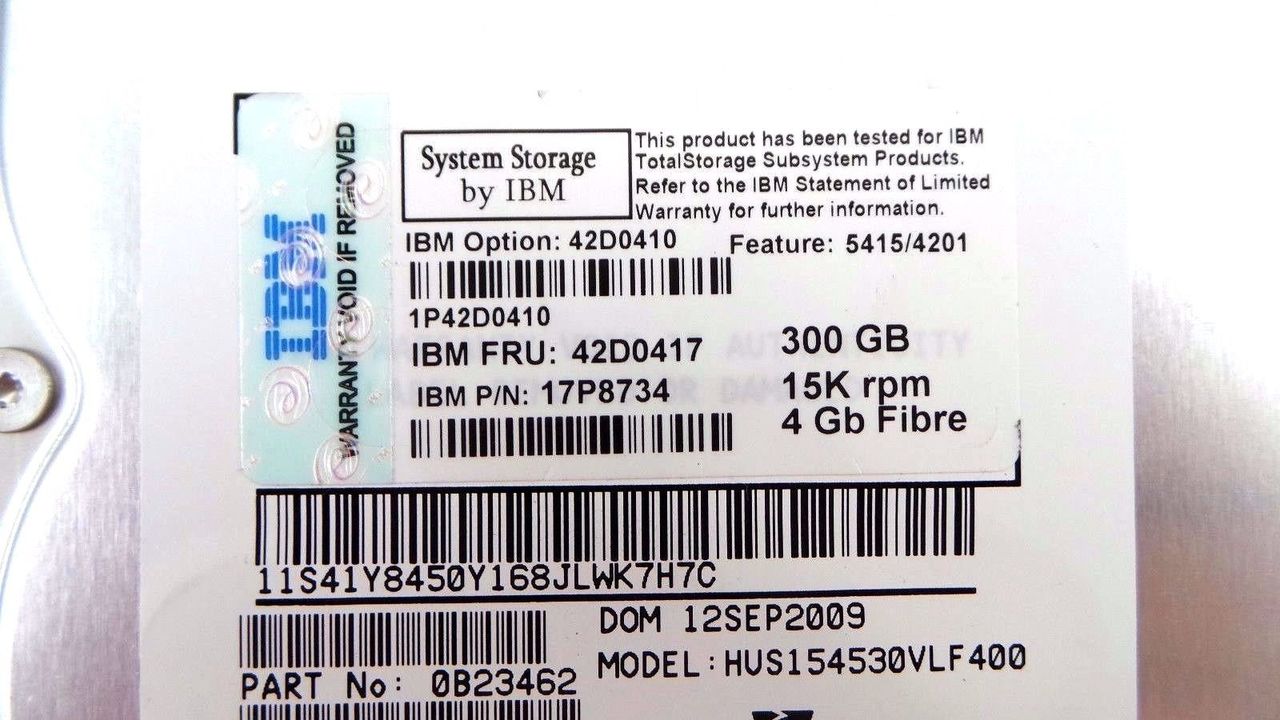 IBM
WARRANTY VOID IF REMOVED
System Storage
by IBM
This product has been tested for IBM
TotalStorage Subsystem Products.
Refer to the IBM Statement of Limited
Warranty for further information.
IBM Option: 42D0410 Feature: 5415/4201
1P42D0410
IBM FRU: 42D0417
IBM P/N: 17P8734
300 GB
15K rpm
4 Gb Fibre
11S41Y8450Y168JLWK7H7C
DOM 12SEP2009
MODEL:HUS154530VLF400
PART No: 0B23462